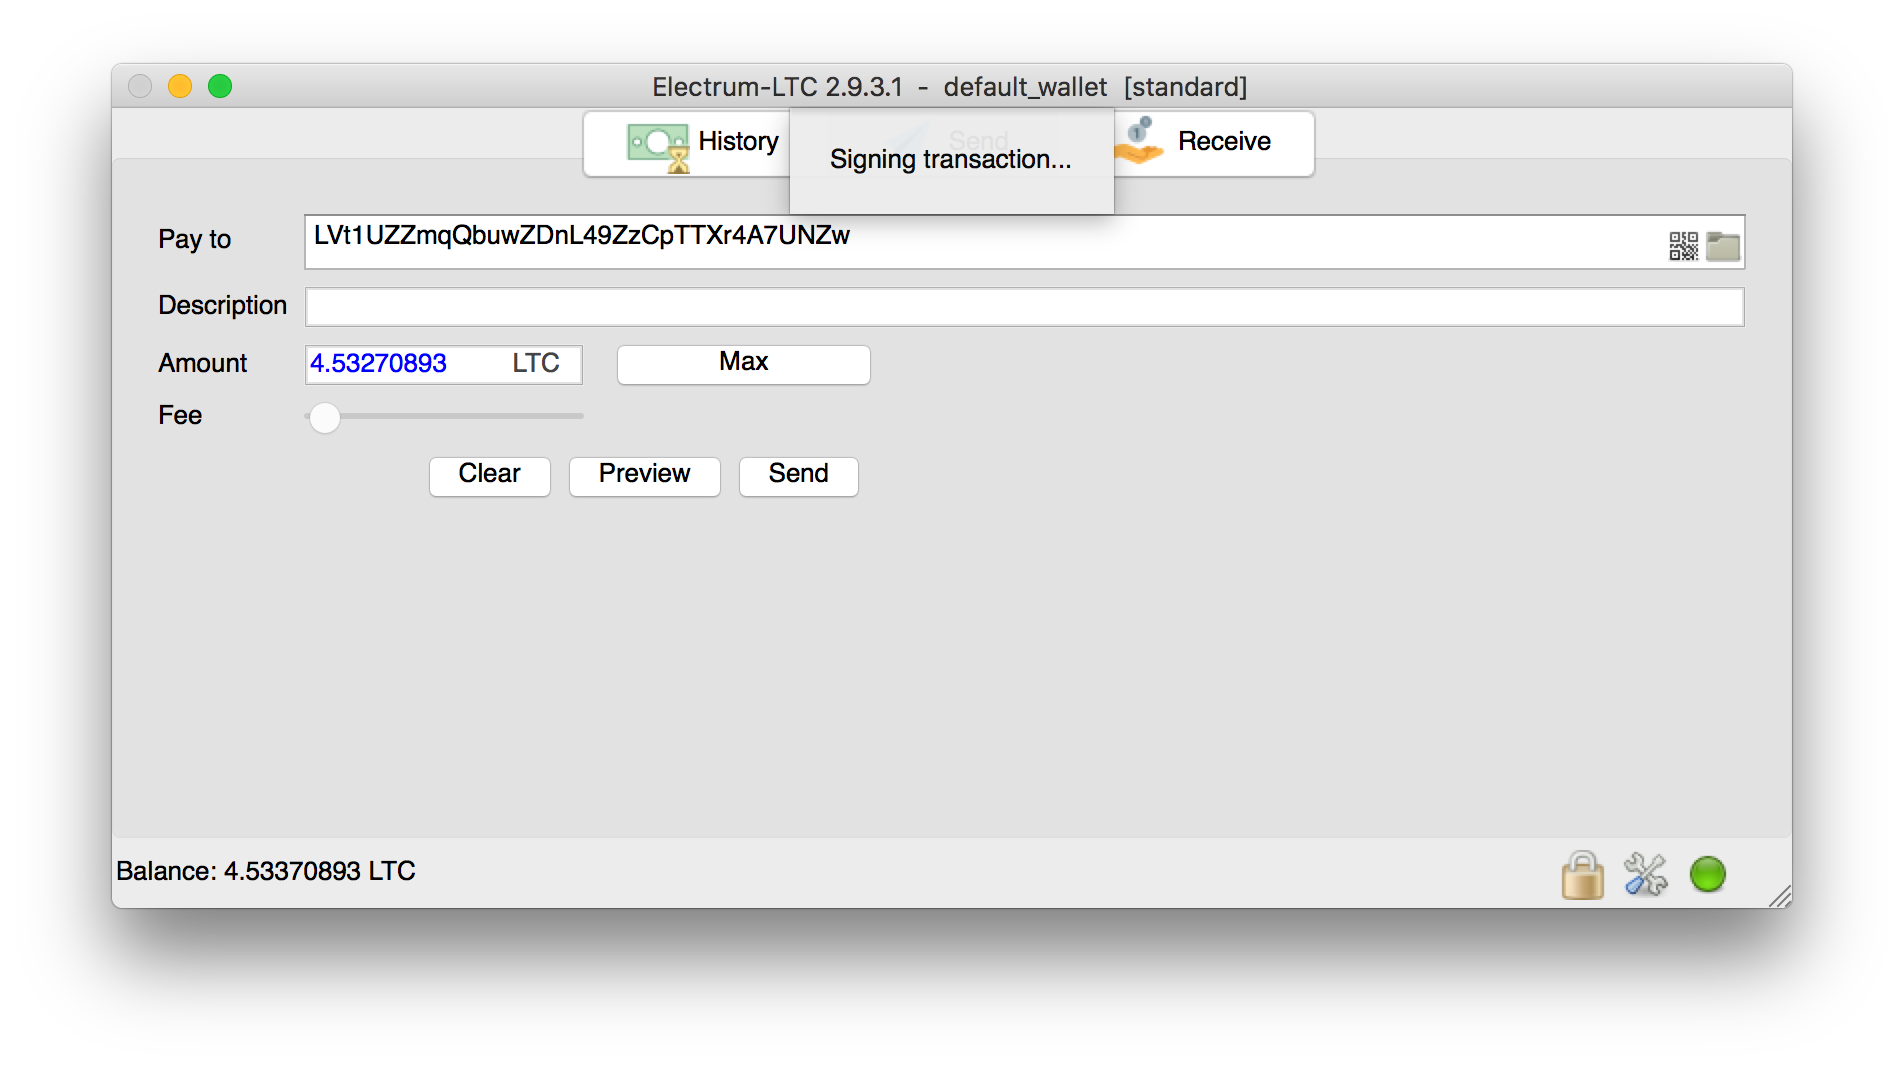 Electrum-LTC 2.9.3.1 - default_wallet [standard]
History
Send
Receive
Signing transaction...
Pay to
LVt1UZZmqQbuwZDnL49ZzCpTTXr4A7UNZw
Description
Amount
4.53270893 LTC
Max
Fee
Clear
Preview
Send
Balance: 4.53370893 LTC